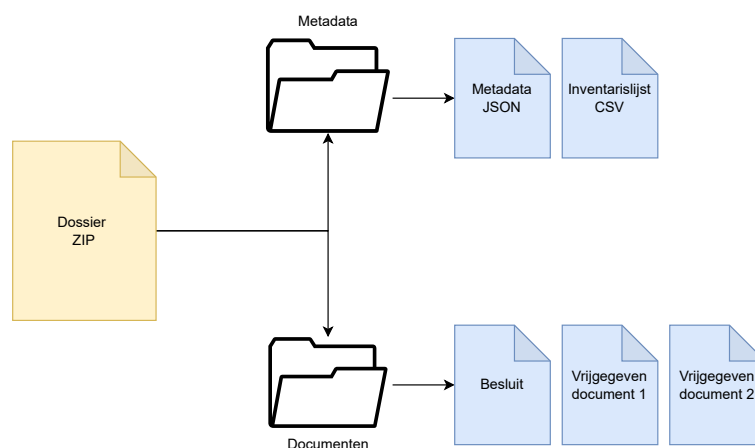 Metadata
Metadata
JSON
Inventarislijst
CSV
Dossier
ZIP
Besluit
Vrijgegeven
document 1
Vrijgegeven
document 2
Documenten